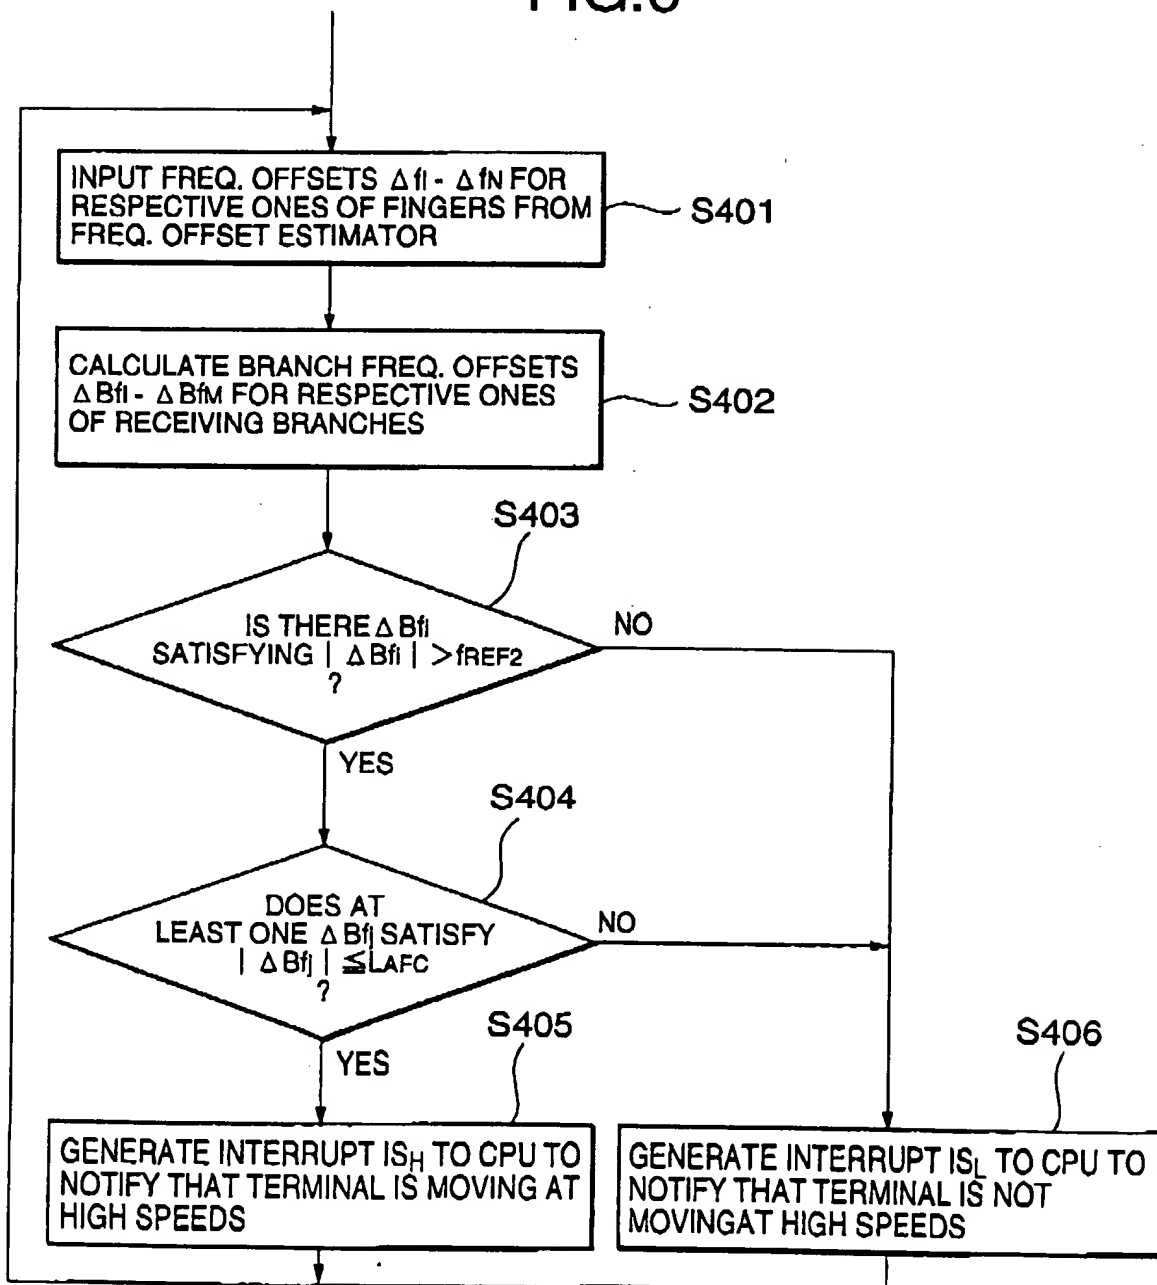 INPUT FREQ. OFFSETS Δf1 - ΔfN FOR
RESPECTIVE ONES OF FINGERS FROM
FREQ. OFFSET ESTIMATOR
S401
CALCULATE BRANCH FREQ. OFFSETS
ΔBf1 - ΔBfM FOR RESPECTIVE ONES
OF RECEIVING BRANCHES
S402
S403
IS THERE ΔBfi
SATISFYING | ΔBfi | >fREF2
?
NO
YES
S404
DOES AT
LEAST ONE ΔBfj SATISFY
| ΔBfj | ≦LAFC
?
NO
YES
S405
GENERATE INTERRUPT ISH TO CPU TO
NOTIFY THAT TERMINAL IS MOVING AT
HIGH SPEEDS
S406
GENERATE INTERRUPT ISL TO CPU TO
NOTIFY THAT TERMINAL IS NOT
MOVINGAT HIGH SPEEDS